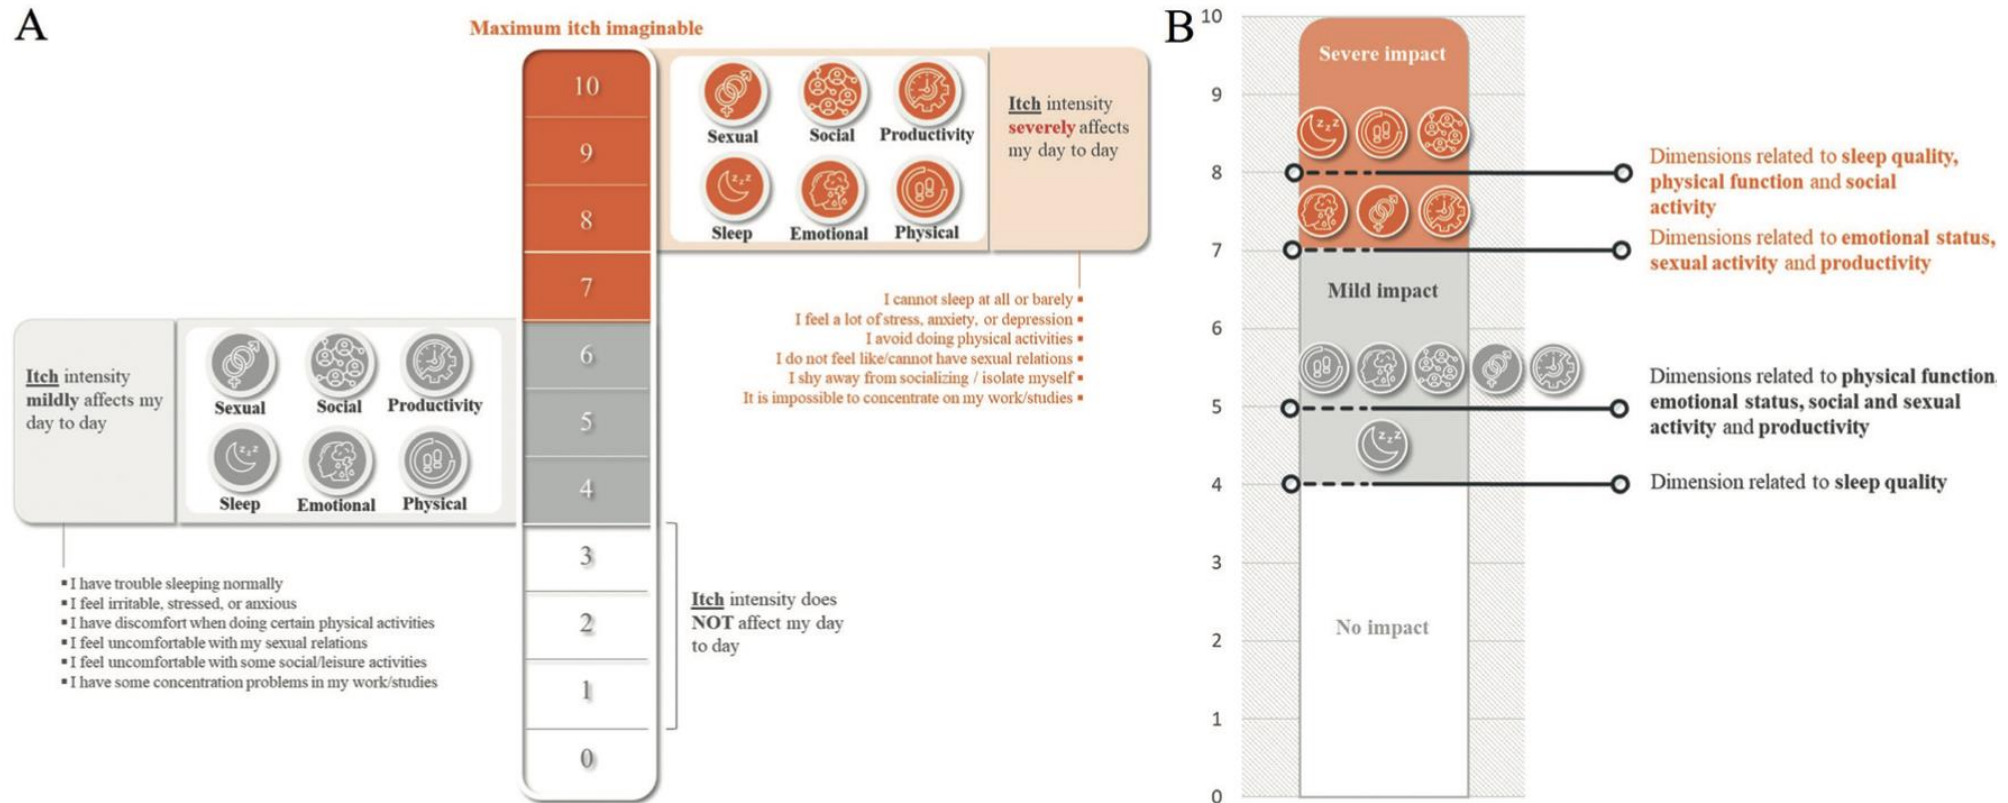 A
Maximum itch imaginable
10
9
8
7
6
5
4
3
2
1
0
Sexual
Social
Productivity
Sleep
Emotional
Physical
Itch intensity
severely affects
my day to day
I cannot sleep at all or barely ▪
I feel a lot of stress, anxiety, or depression ▪
I avoid doing physical activities ▪
I do not feel like/cannot have sexual relations ▪
I shy away from socializing / isolate myself ▪
It is impossible to concentrate on my work/studies ▪
Itch intensity
mildly affects my
day to day
Sexual
Social
Productivity
Sleep
Emotional
Physical
▪ I have trouble sleeping normally
▪ I feel irritable, stressed, or anxious
▪ I have discomfort when doing certain physical activities
▪ I feel uncomfortable with my sexual relations
▪ I feel uncomfortable with some social/leisure activities
▪ I have some concentration problems in my work/studies
Itch intensity does
NOT affect my day
to day
B
10
9
8
7
6
5
4
3
2
1
0
Severe impact
Mild impact
No impact
Dimensions related to sleep quality,
physical function and social
activity
Dimensions related to emotional status,
sexual activity and productivity
Dimensions related to physical function,
emotional status, social and sexual
activity and productivity
Dimension related to sleep quality